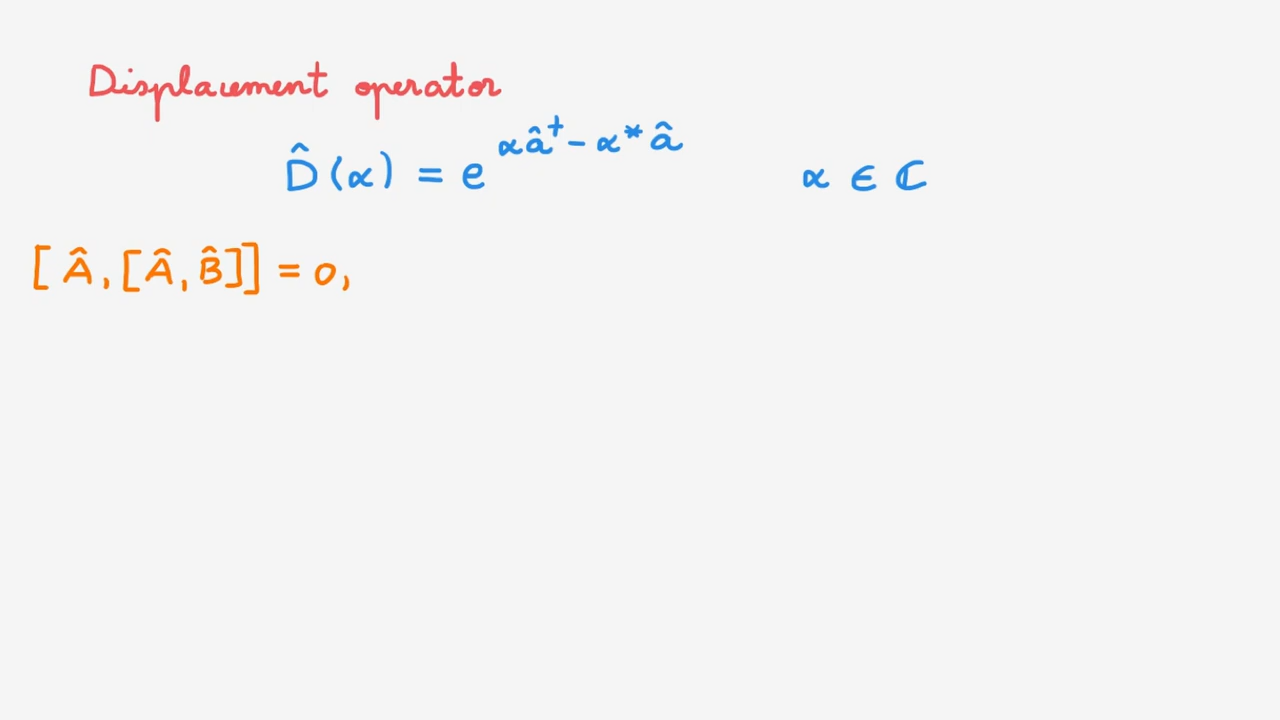 Displacement operator
D̂(α) = e^{αâ† - α*â}   α ∈ ℂ
[Â, [Â, B̂]] = 0,